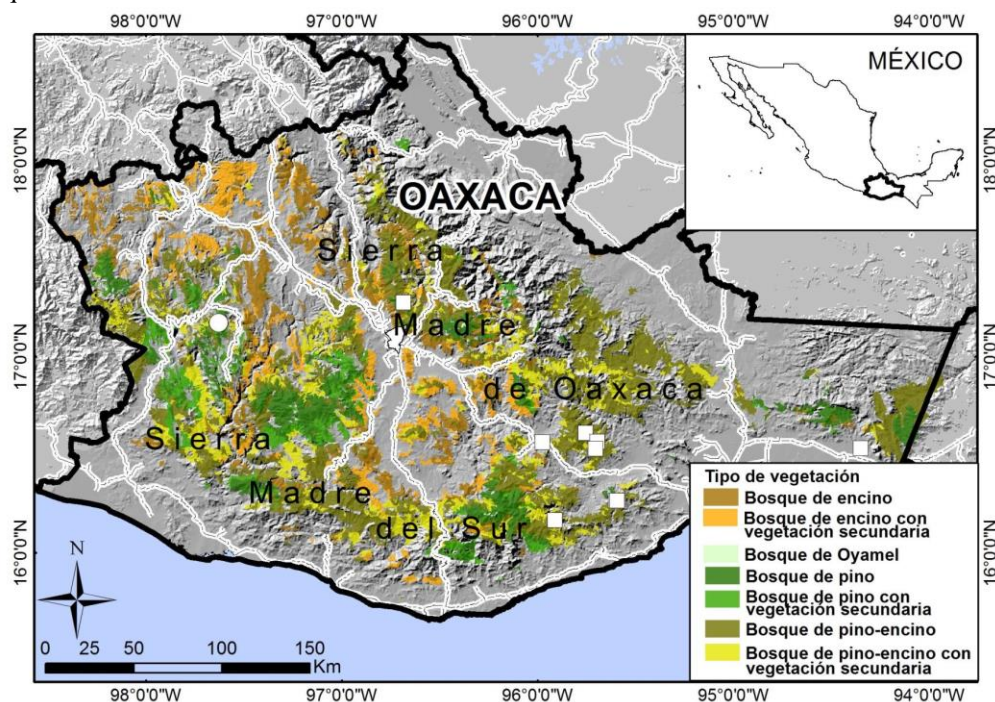 98°0'0"W 97°0'0"W 96°0'0"W 95°0'0"W 94°0'0"W
MÉXICO
18°0'0"N
18°0'0"N
OAXACA
Sierra
Madre
de Oaxaca
17°0'0"N
17°0'0"N
Sierra
Madre
del Sur
16°0'0"N
16°0'0"N
Tipo de vegetación
Bosque de encino
Bosque de encino con
vegetación secundaria
Bosque de Oyamel
Bosque de pino
Bosque de pino con
vegetación secundaria
Bosque de pino-encino
Bosque de pino-encino con
vegetación secundaria
N
0 25 50 100 150
Km
98°0'0"W 97°0'0"W 96°0'0"W 95°0'0"W 94°0'0"W